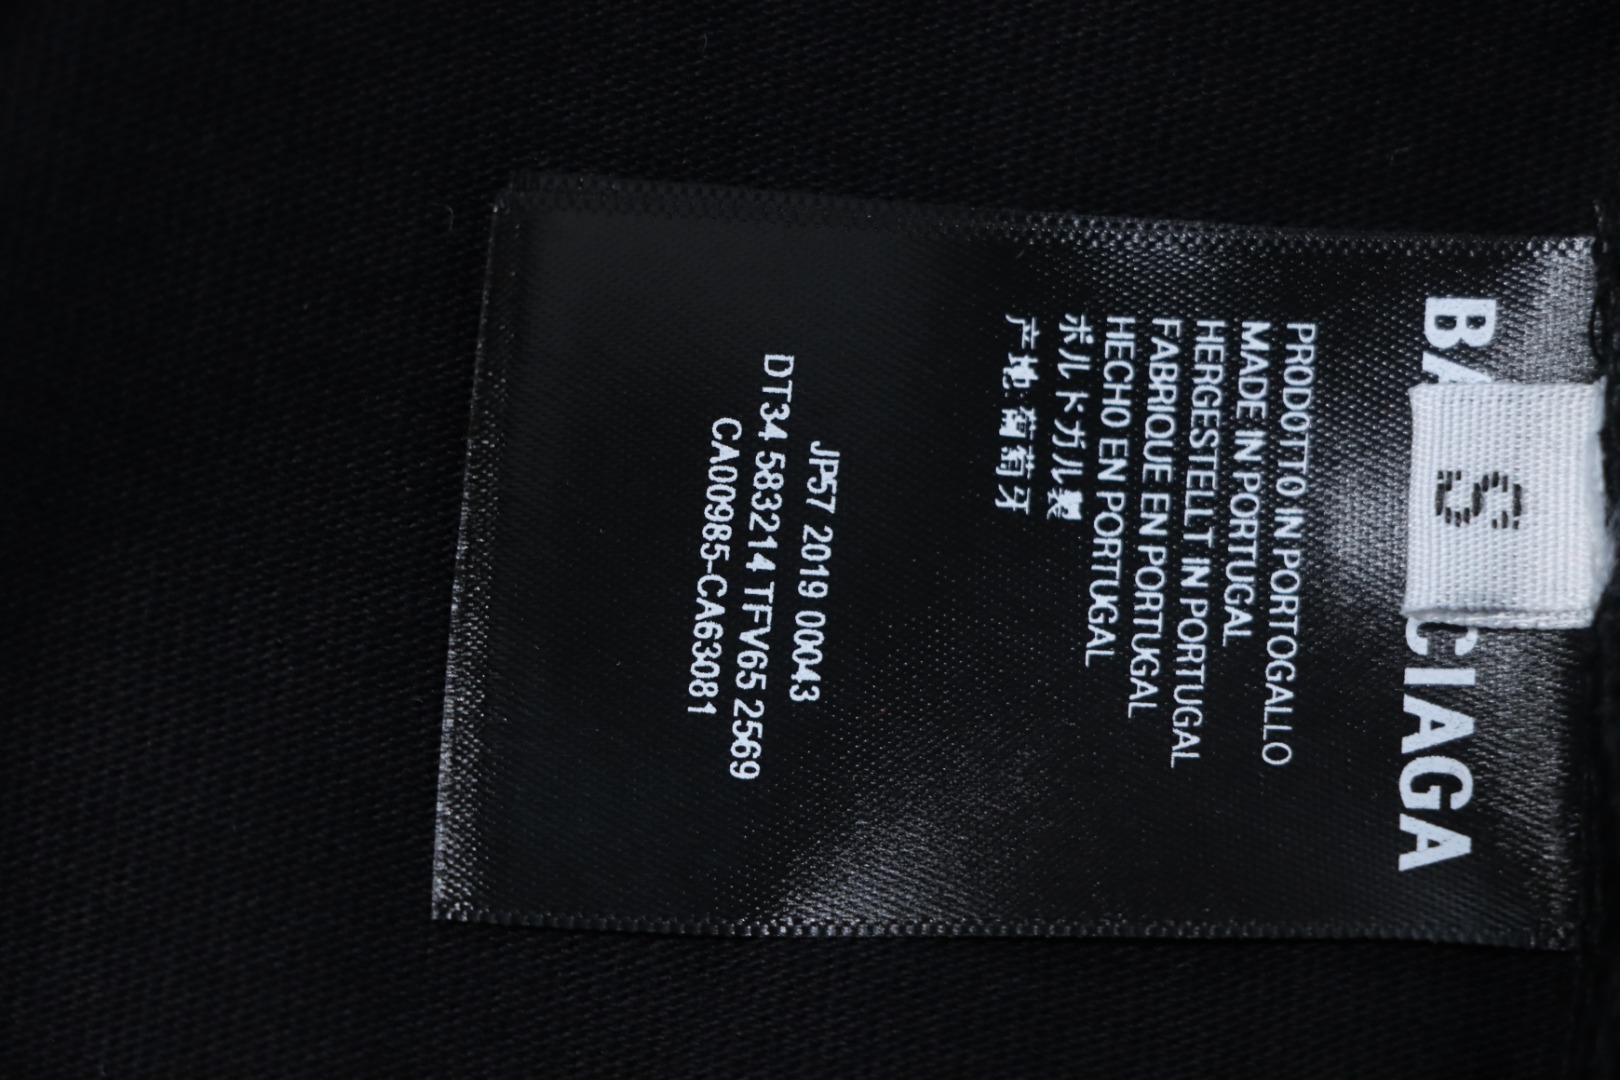 BA CIAGA
S
PRODOTTO IN PORTOGALLO
MADE IN PORTUGAL
HERGESTELLT IN PORTUGAL
FABRIQUE EN PORTUGAL
HECHO EN PORTUGAL
ポルトガル製
产地:葡萄牙
JP57 2019 00043
DT34 583214 TFV65 2569
CA00985-CA63081